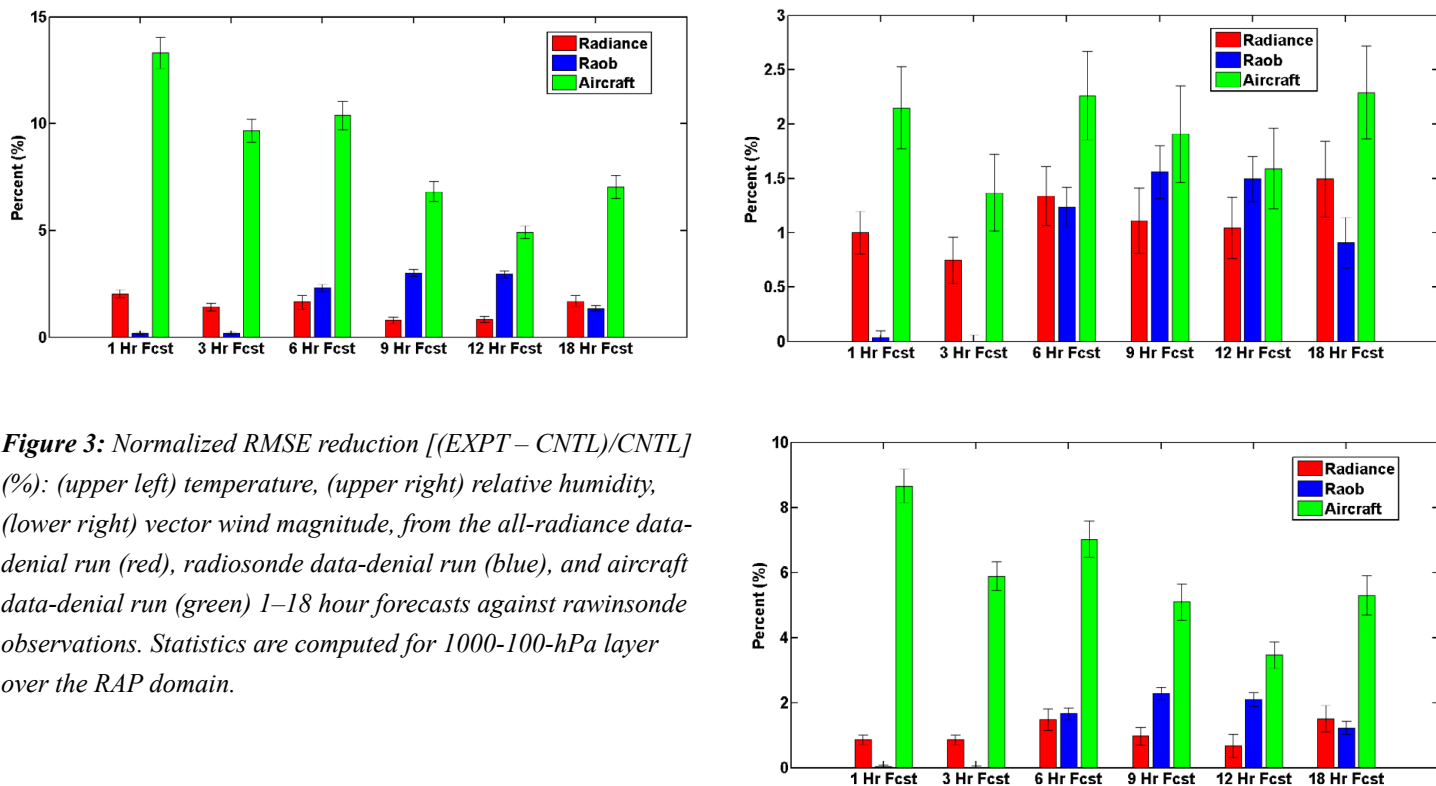 15
10
5
0
Percent (%)
Radiance
Raob
Aircraft
1 Hr Fcst 3 Hr Fcst 6 Hr Fcst 9 Hr Fcst 12 Hr Fcst 18 Hr Fcst
3
2.5
2
1.5
1
0.5
0
Percent (%)
Radiance
Raob
Aircraft
1 Hr Fcst 3 Hr Fcst 6 Hr Fcst 9 Hr Fcst 12 Hr Fcst 18 Hr Fcst
Figure 3: Normalized RMSE reduction [(EXPT – CNTL)/CNTL]
(%): (upper left) temperature, (upper right) relative humidity,
(lower right) vector wind magnitude, from the all-radiance data-
denial run (red), radiosonde data-denial run (blue), and aircraft
data-denial run (green) 1–18 hour forecasts against rawinsonde
observations. Statistics are computed for 1000-100-hPa layer
over the RAP domain.
10
8
6
4
2
0
Percent (%)
Radiance
Raob
Aircraft
1 Hr Fcst 3 Hr Fcst 6 Hr Fcst 9 Hr Fcst 12 Hr Fcst 18 Hr Fcst